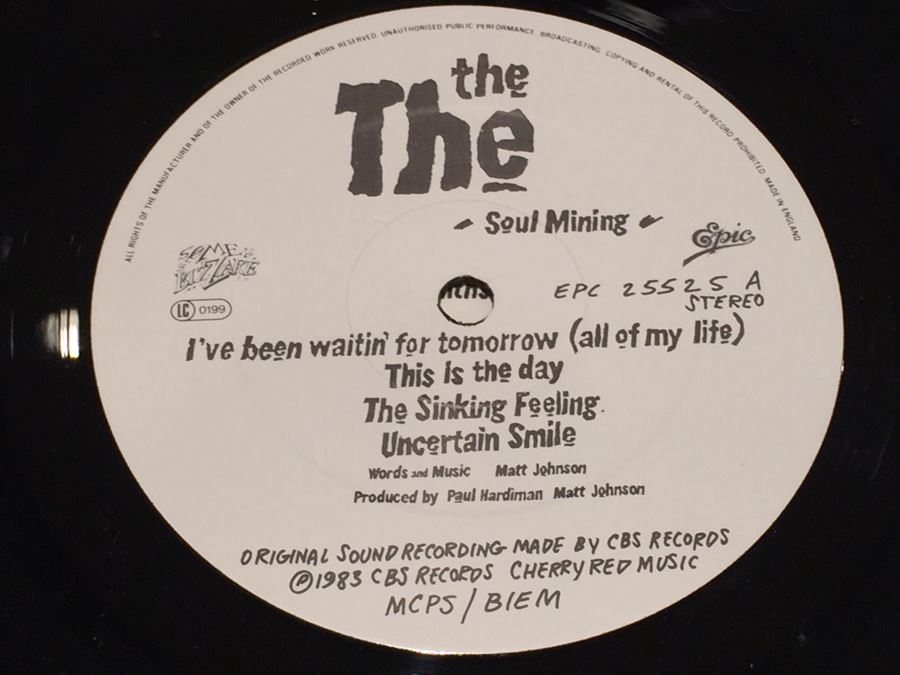 ALL RIGHTS OF THE MANUFACTURER AND OF THE OWNER OF THE RECORDED WORK RESERVED. UNAUTHORISED PUBLIC PERFORMANCE, BROADCASTING, COPYING AND RENTAL OF THIS RECORD PROHIBITED. MADE IN ENGLAND
the
The
- Soul Mining -
SOME
BIZZARE
Epic
LC 0199
EPC 25525 A
STEREO
I've been waitin' for tomorrow (all of my life)
This Is the day
The Sinking Feeling.
Uncertain Smile
Words and Music Matt Johnson
Produced by Paul Hardiman Matt Johnson
ORIGINAL SOUND RECORDING MADE BY CBS RECORDS
℗1983 CBS RECORDS CHERRY RED MUSIC
MCPS/BIEM